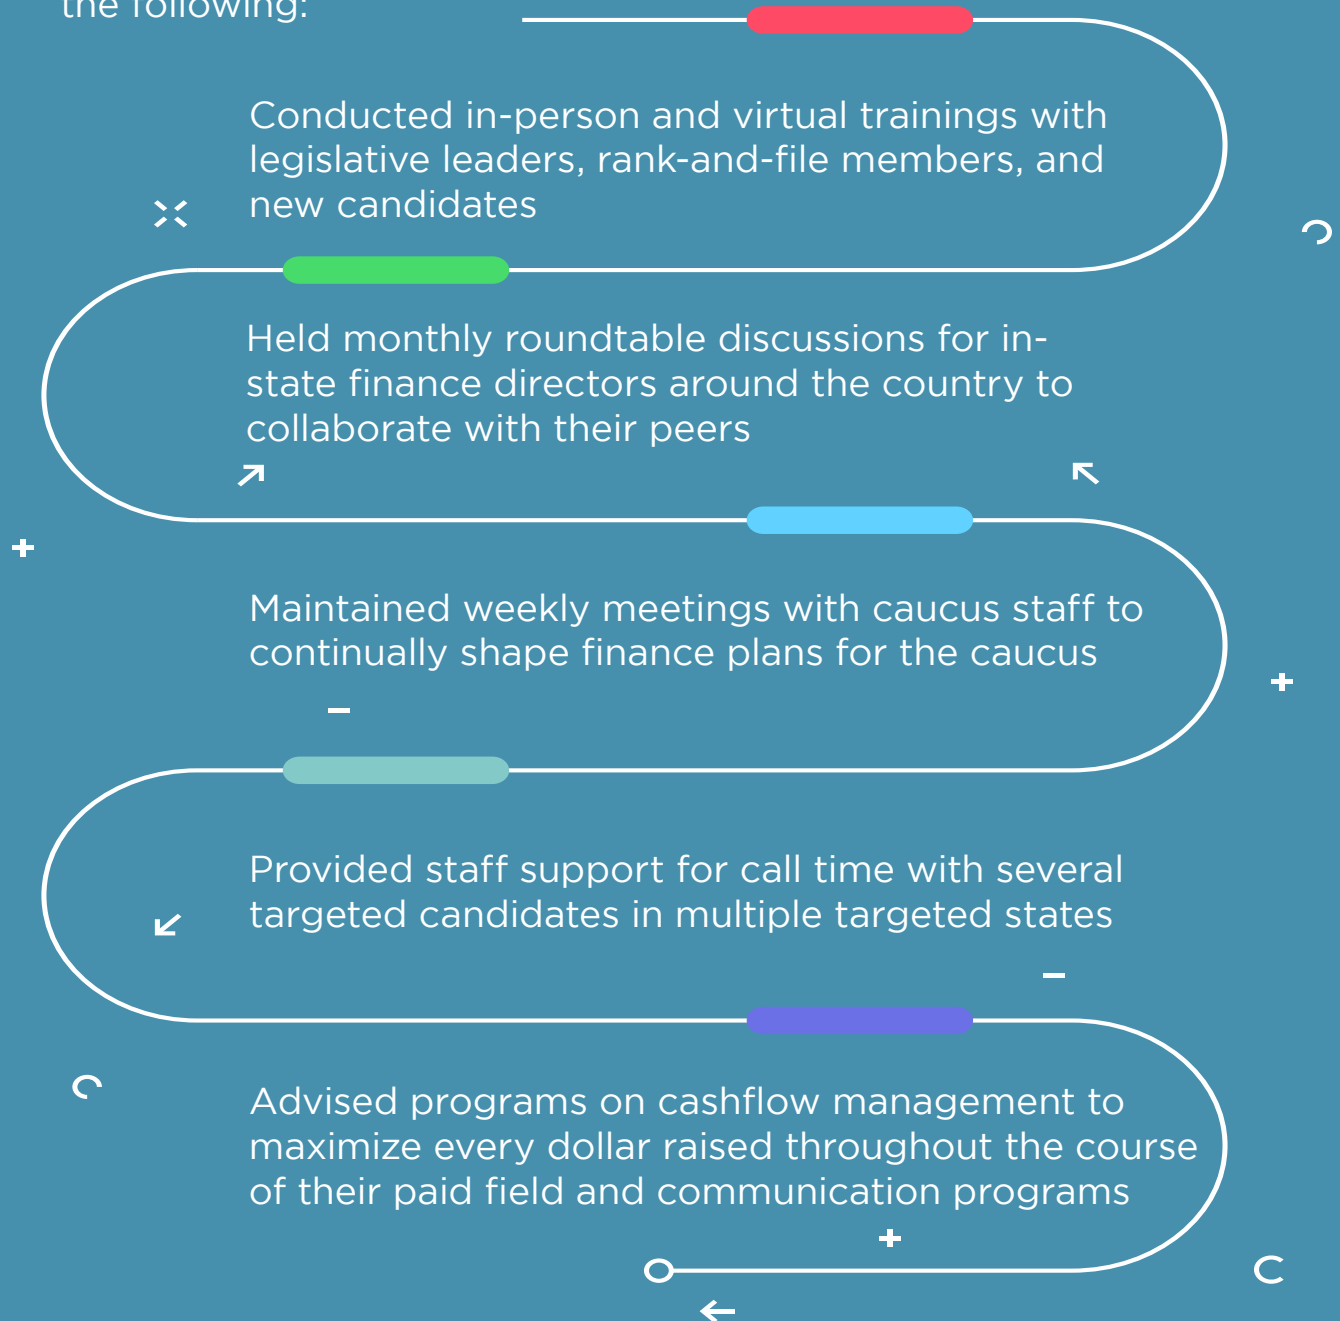 the following:
Conducted in-person and virtual trainings with
legislative leaders, rank-and-file members, and
new candidates
Held monthly roundtable discussions for in-
state finance directors around the country to
collaborate with their peers
Maintained weekly meetings with caucus staff to
continually shape finance plans for the caucus
Provided staff support for call time with several
targeted candidates in multiple targeted states
Advised programs on cashflow management to
maximize every dollar raised throughout the course
of their paid field and communication programs